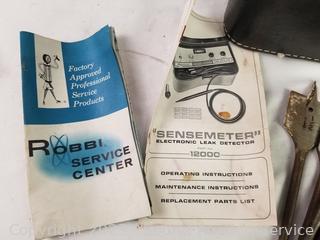 Factory
Approved
Professional
Service
Products
ROBBI
SERVICE
CENTER
"SENSEMETER"
ELECTRONIC LEAK DETECTOR
12000
OPERATING INSTRUCTIONS
MAINTENANCE INSTRUCTIONS
REPLACEMENT PARTS LIST